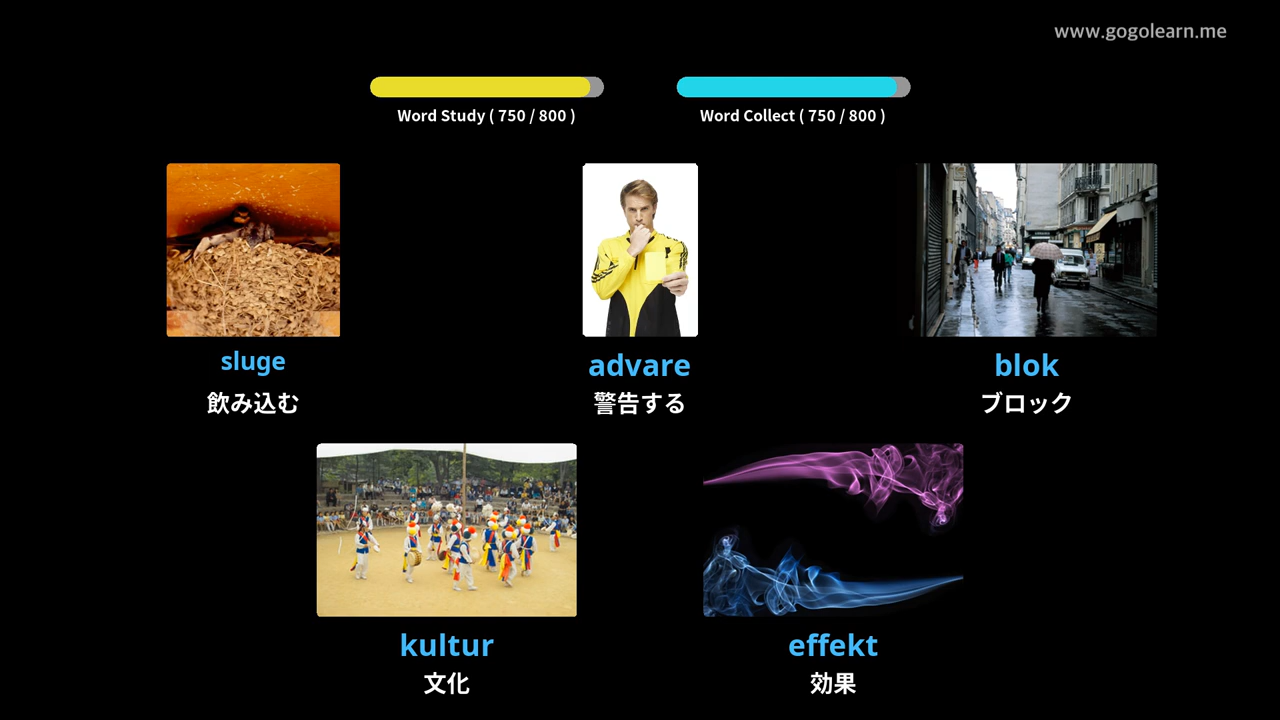 www.gogolearn.me
Word Study ( 750 / 800 )
Word Collect ( 750 / 800 )
sluge
飲み込む
advare
警告する
blok
ブロック
kultur
文化
effekt
効果